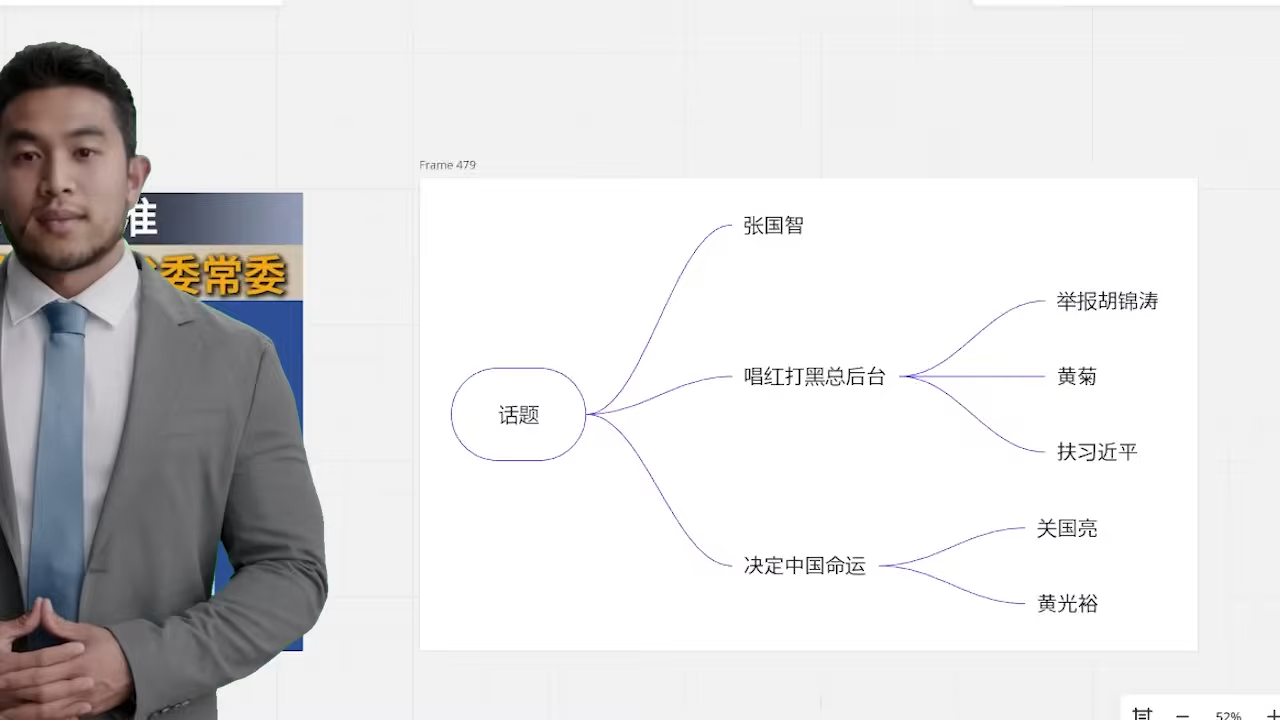 准
委常委
Frame 479
张国智
举报胡锦涛
唱红打黑总后台
黄菊
话题
扶习近平
关国亮
决定中国命运
黄光裕
52%